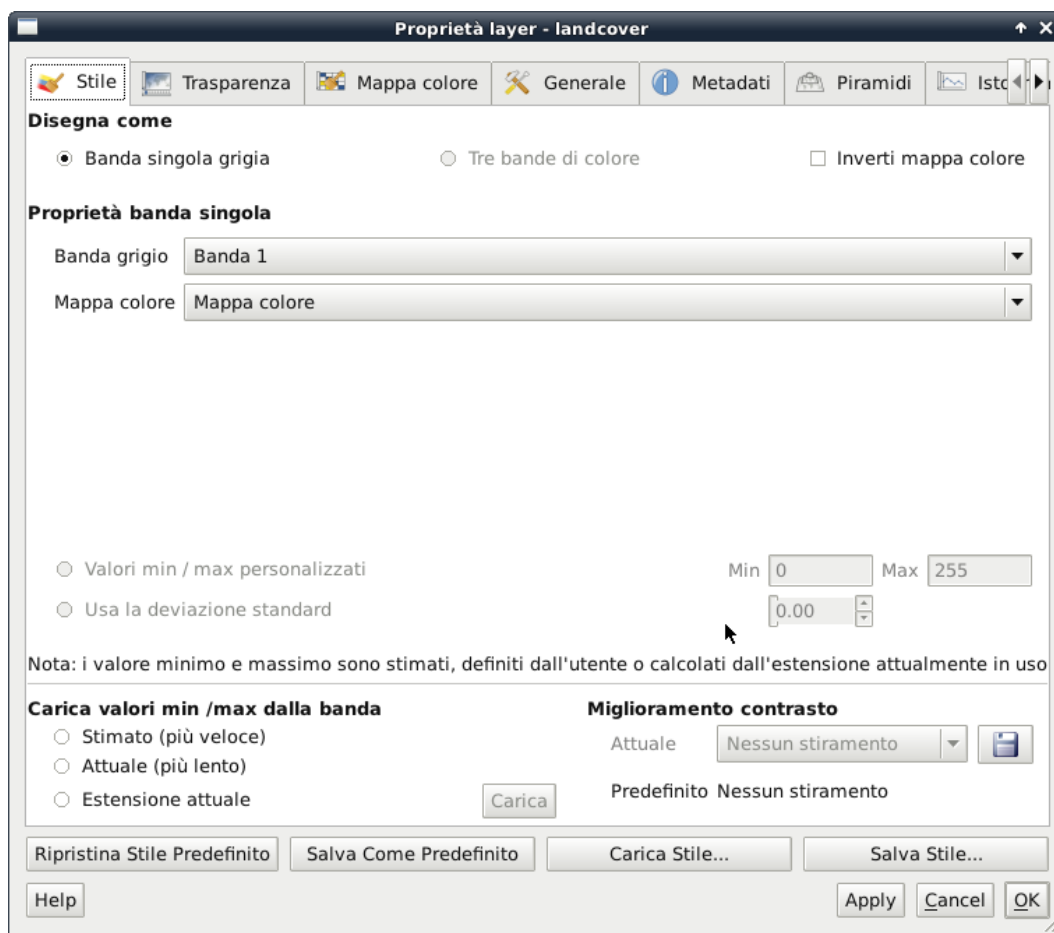 Proprietà layer - landcover
Stile Trasparenza Mappa colore Generale Metadati Piramidi
Disegna come
Banda singola grigia Tre bande di colore Inverti mappa colore
Proprietà banda singola
Banda grigio Banda 1
Mappa colore Mappa colore
Valori min / max personalizzati Min 0 Max 255
Usa la deviazione standard 0.00
Nota: i valore minimo e massimo sono stimati, definiti dall'utente o calcolati dall'estensione attualmente in uso
Carica valori min /max dalla banda Miglioramento contrasto
Stimato (più veloce)
Attuale Nessun stiramento
Attuale (più lento)
Estensione attuale Carica Predefinito Nessun stiramento
Ripristina Stile Predefinito Salva Come Predefinito Carica Stile... Salva Stile...
Help Apply Cancel OK